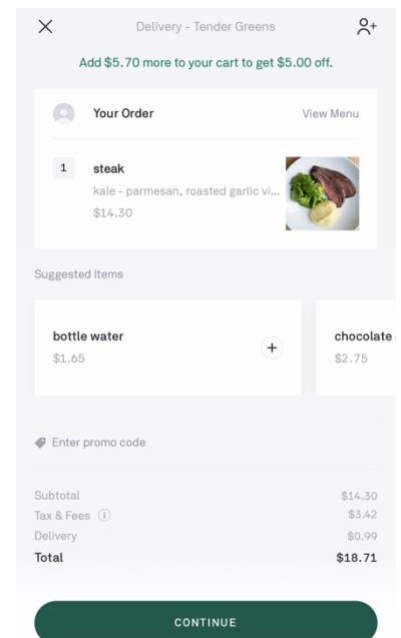 Delivery - Tender Greens
Add $5.70 more to your cart to get $5.00 off.
Your Order
View Menu
1
steak
kale - parmesan, roasted garlic vi...
$14.30
Suggested Items
bottle water
$1.65
+
chocolate
$2.75
Enter promo code
Subtotal $14.30
Tax & Fees $3.42
Delivery $0.99
Total $18.71
CONTINUE